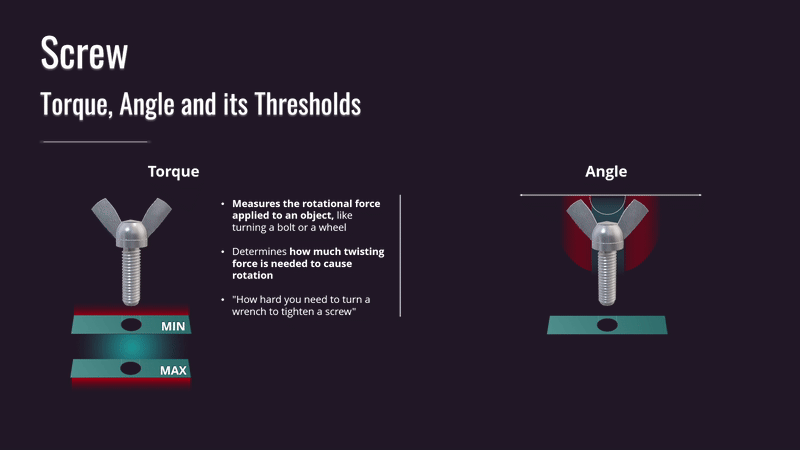 Screw
Torque, Angle and its Thresholds
Torque
• Measures the rotational force
applied to an object, like
turning a bolt or a wheel
• Determines how much twisting
force is needed to cause
rotation
• "How hard you need to turn a
wrench to tighten a screw"
MIN
MAX
Angle